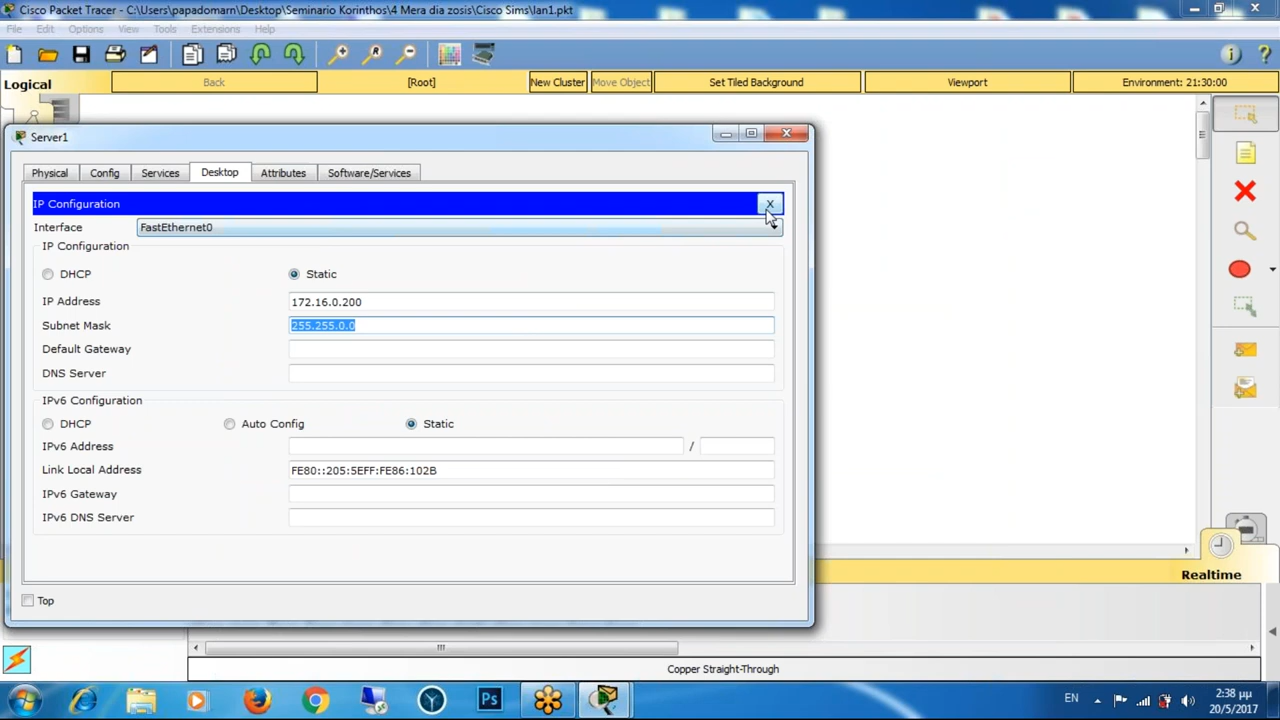 Cisco Packet Tracer - C:\Users\papadomarn\Desktop\Seminario Korinthos\4 Mera dia zosis\Cisco Sims\lan1.pkt
File Edit Options View Tools Extensions Help
Logical Back [Root] New Cluster Move Object Set Tiled Background Viewport Environment: 21:30:00
Server1
Physical Config Services Desktop Attributes Software/Services
IP Configuration X
Interface FastEthernet0
IP Configuration
DHCP Static
IP Address 172.16.0.200
Subnet Mask 255.255.0.0
Default Gateway
DNS Server
IPv6 Configuration
DHCP Auto Config Static
IPv6 Address /
Link Local Address FE80::205:5EFF:FE86:102B
IPv6 Gateway
IPv6 DNS Server
Top
Realtime
Copper Straight-Through
Ps
EN
2:38 μμ
20/5/2017